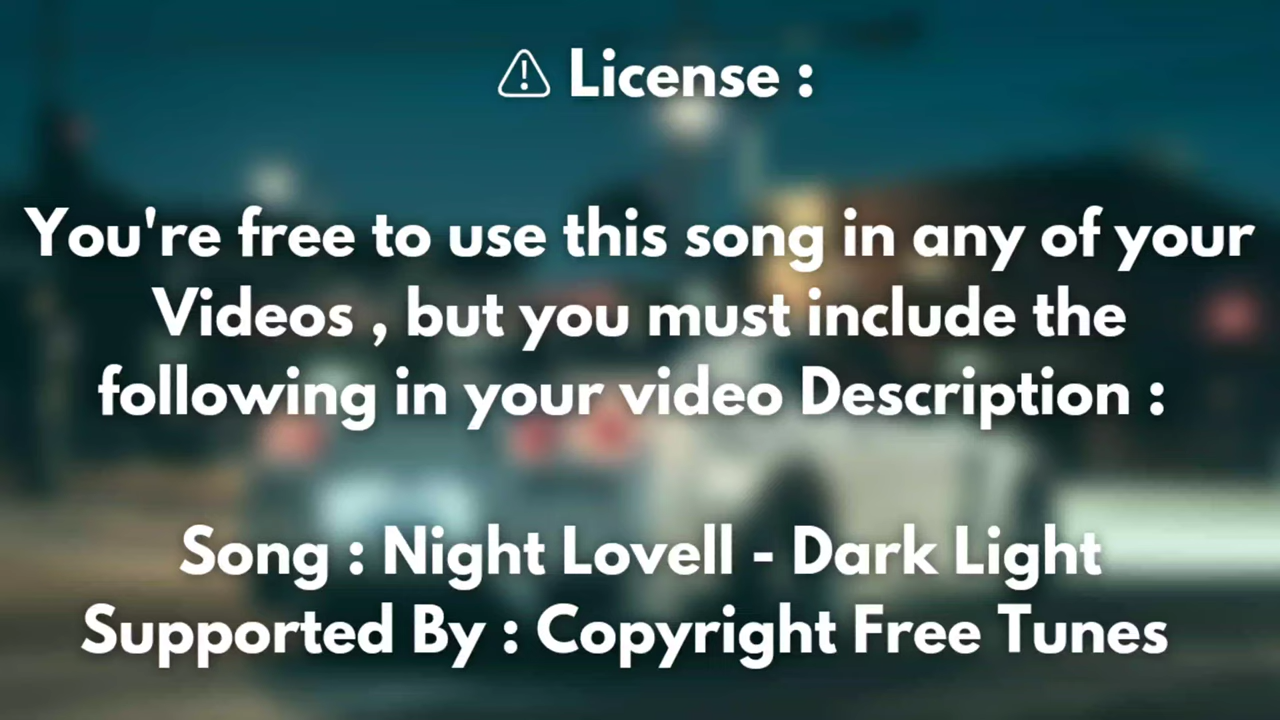 ⚠ License :
You're free to use this song in any of your
Videos , but you must include the
following in your video Description :
Song : Night Lovell - Dark Light
Supported By : Copyright Free Tunes